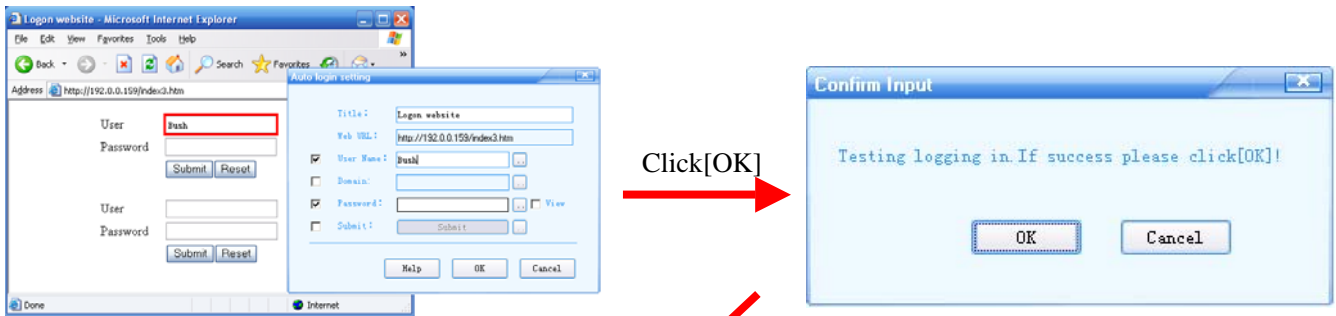 Logon website - Microsoft Internet Explorer
File Edit View Favorites Tools Help
Back Search Favorites
Address http://192.0.0.159/index3.htm
User Bush
Password
Submit Reset
User
Password
Submit Reset
Done Internet
Auto login setting
Title: Logon website
Web URL: http://192.0.0.159/index3.htm
User Name: Bush ..
Domain: ..
Password: .. View
Submit: Submit ..
Help OK Cancel
Click[OK]
Confirm Input
Testing logging in.If success please click[OK]!
OK Cancel